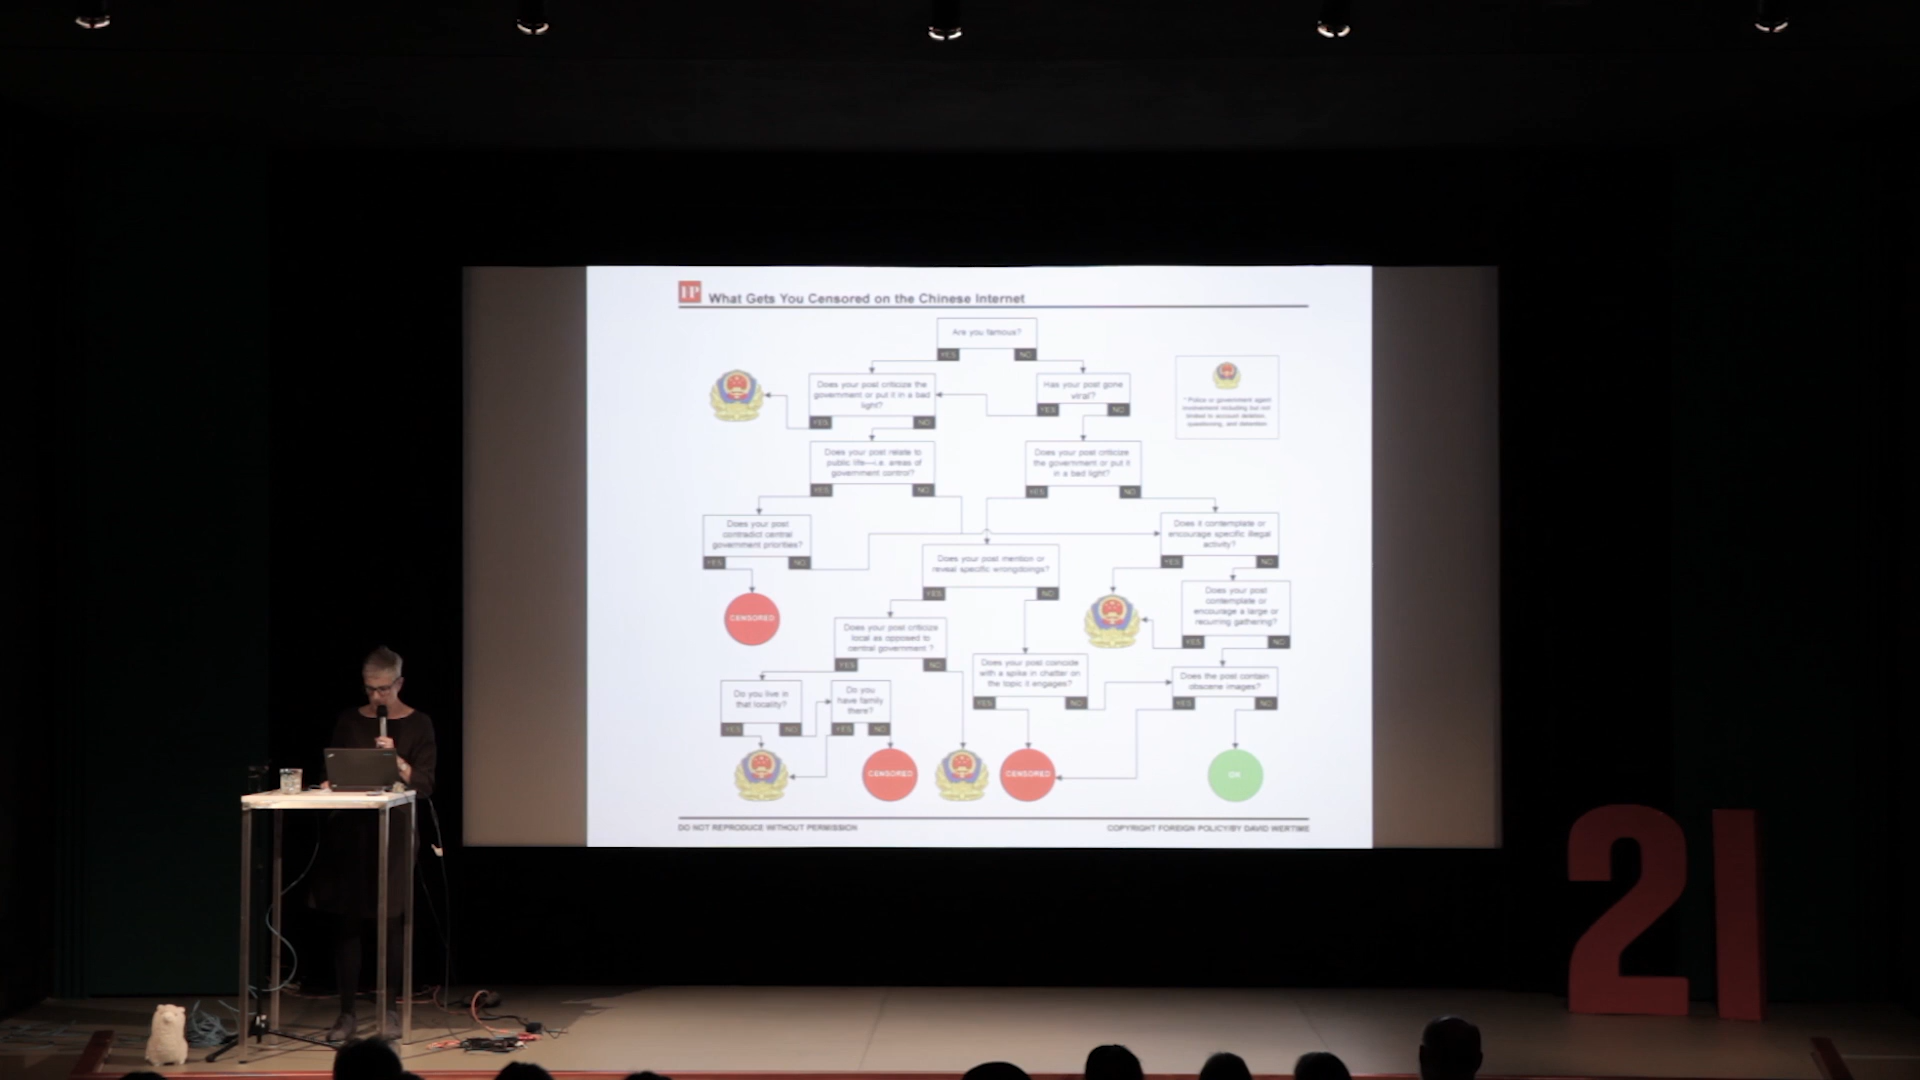 FP What Gets You Censored on the Chinese Internet
Are you famous?
YES NO
Does your post criticize the
government or put it in a bad
light?
YES NO
Has your post gone
viral?
YES NO
* Police or government agent
involvement including but not
limited to account deletion,
questioning, and detention
Does your post relate to
public life—i.e. areas of
government control?
YES NO
Does your post criticize
the government or put it
in a bad light?
YES NO
Does your post
contradict central
government priorities?
YES NO
Does it contemplate or
encourage specific illegal
activity?
YES NO
Does your post mention or
reveal specific wrongdoings?
YES NO
Does your post
contemplate or
encourage a large or
recurring gathering?
YES NO
CENSORED
Does your post criticize
local as opposed to
central government ?
YES NO
Does your post coincide
with a spike in chatter on
the topic it engages?
YES NO
Does the post contain
obscene images?
YES NO
Do you live in
that locality?
YES NO
Do you
have family
there?
YES NO
CENSORED
CENSORED
OK
DO NOT REPRODUCE WITHOUT PERMISSION
COPYRIGHT FOREIGN POLICY/BY DAVID WERTIME
21